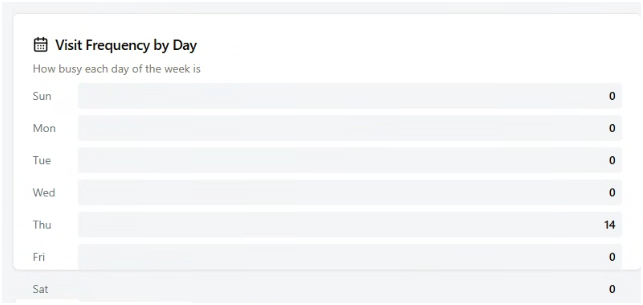 Visit Frequency by Day
How busy each day of the week is
Sun 0
Mon 0
Tue 0
Wed 0
Thu 14
Fri 0
Sat 0